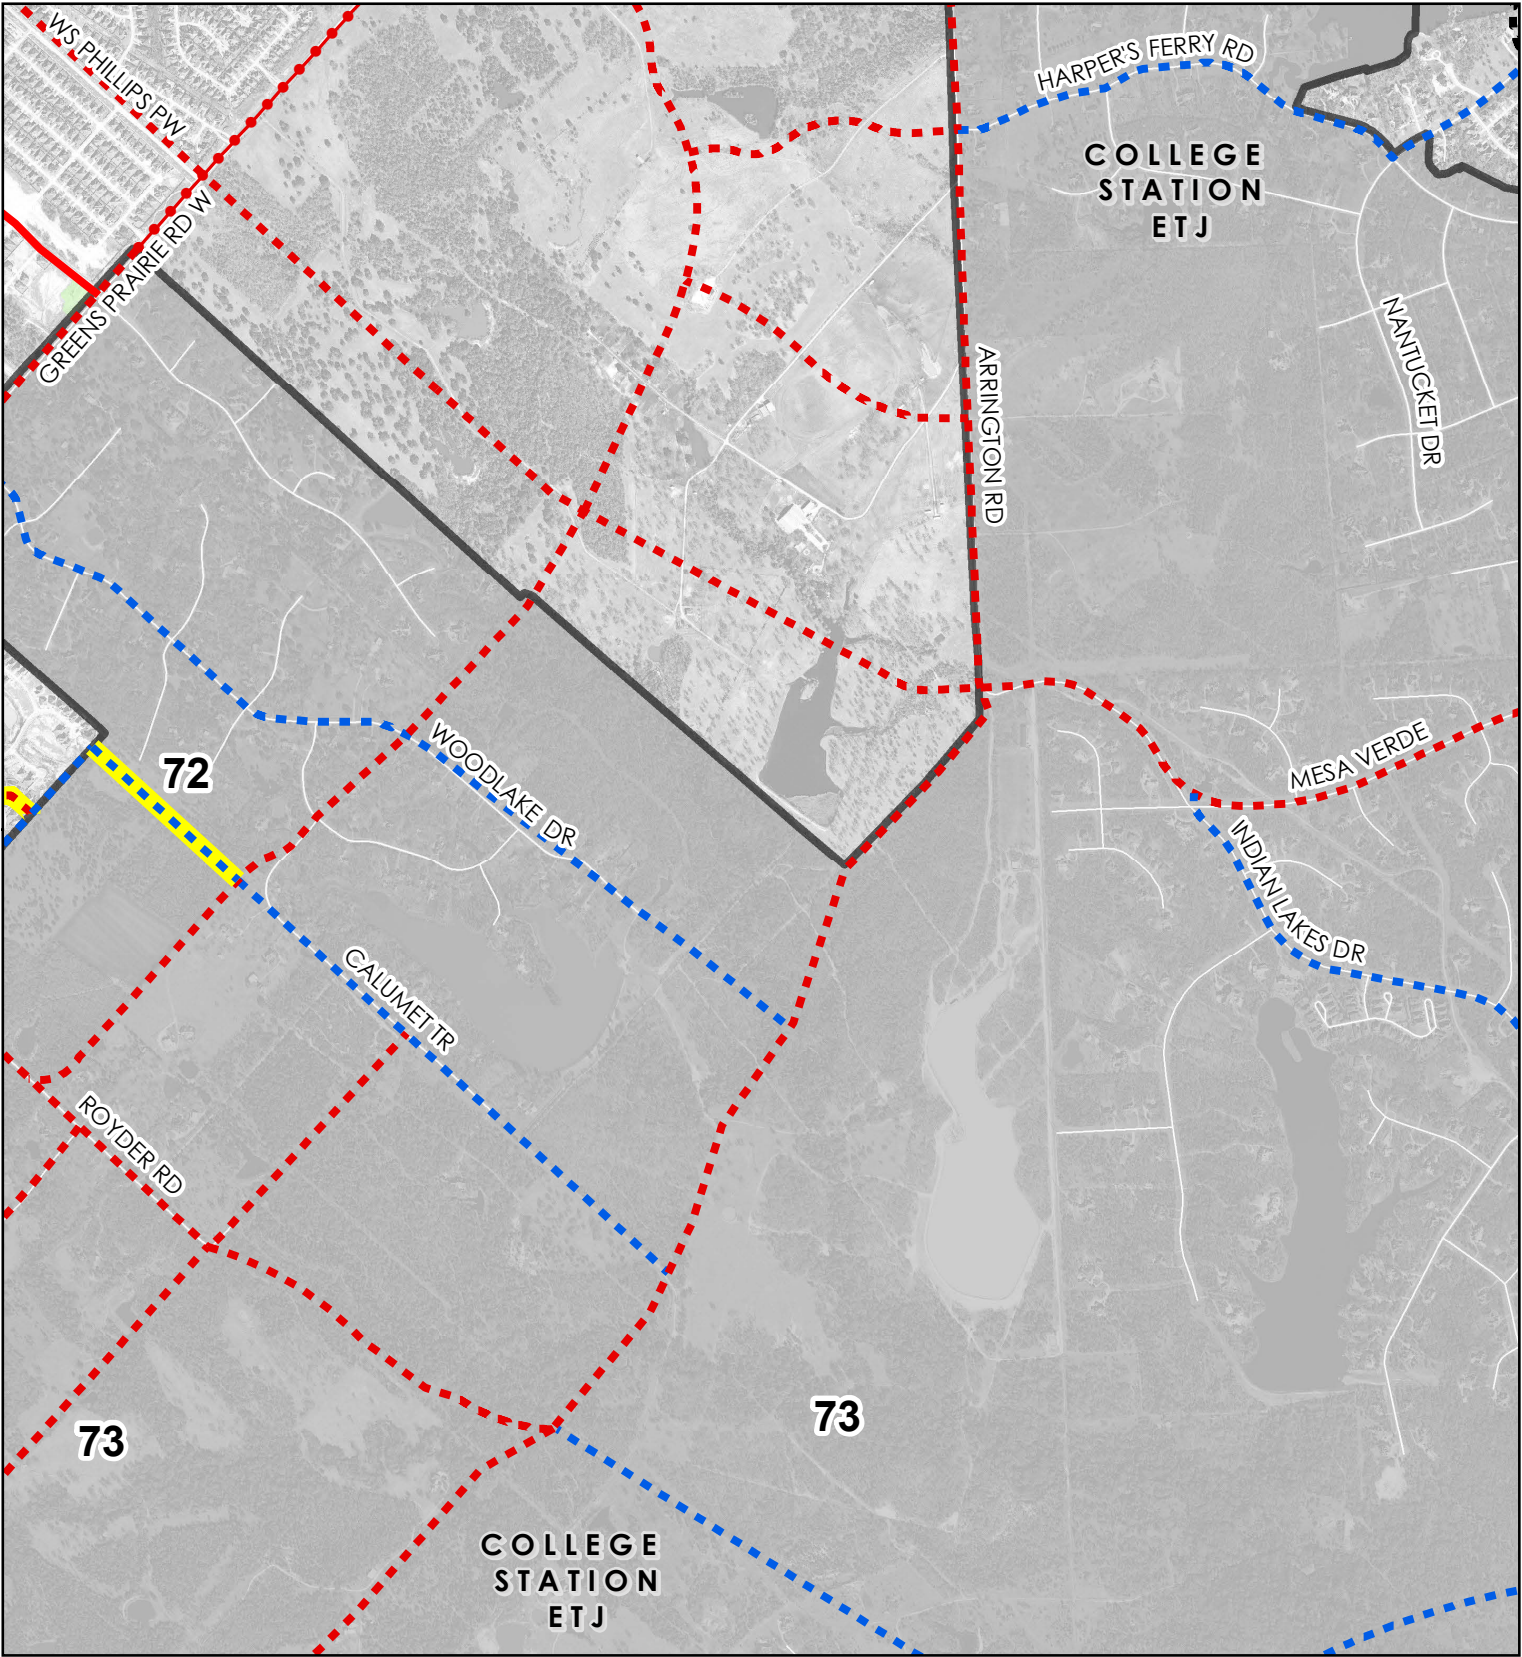 WS PHILLIPS PW
HARPER'S FERRY RD
COLLEGE
STATION
ETJ
GREENS PRAIRIE RD W
NANTUCKET DR
ARRINGTON RD
WOODLAKE DR
72
MESA VERDE
INDIAN LAKES DR
CALUMET TR
ROYDER RD
73
73
COLLEGE
STATION
ETJ